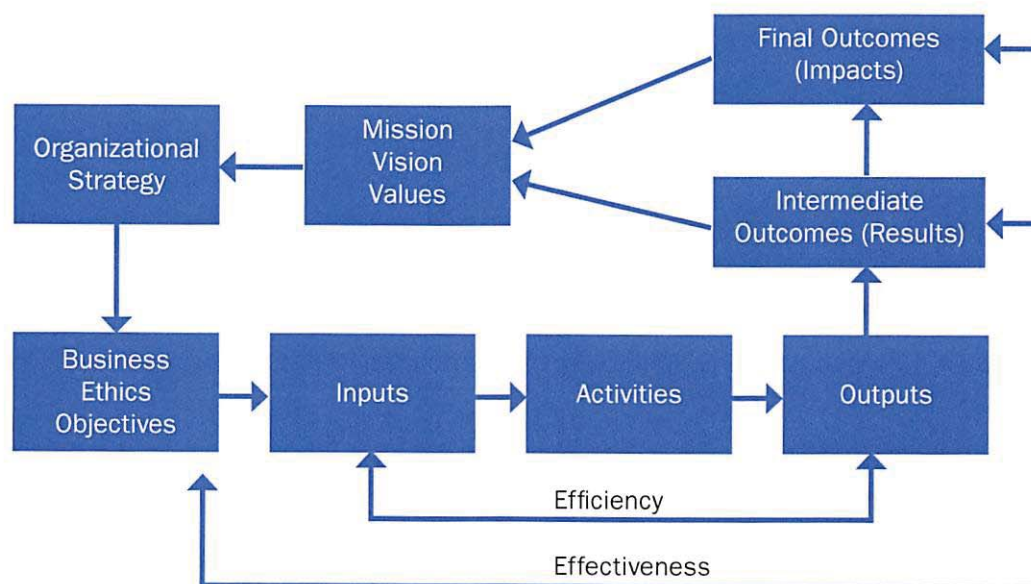 Final Outcomes
(Impacts)
Mission
Vision
Values
Organizational
Strategy
Intermediate
Outcomes (Results)
Business
Ethics
Objectives
Inputs
Activities
Outputs
Efficiency
Effectiveness